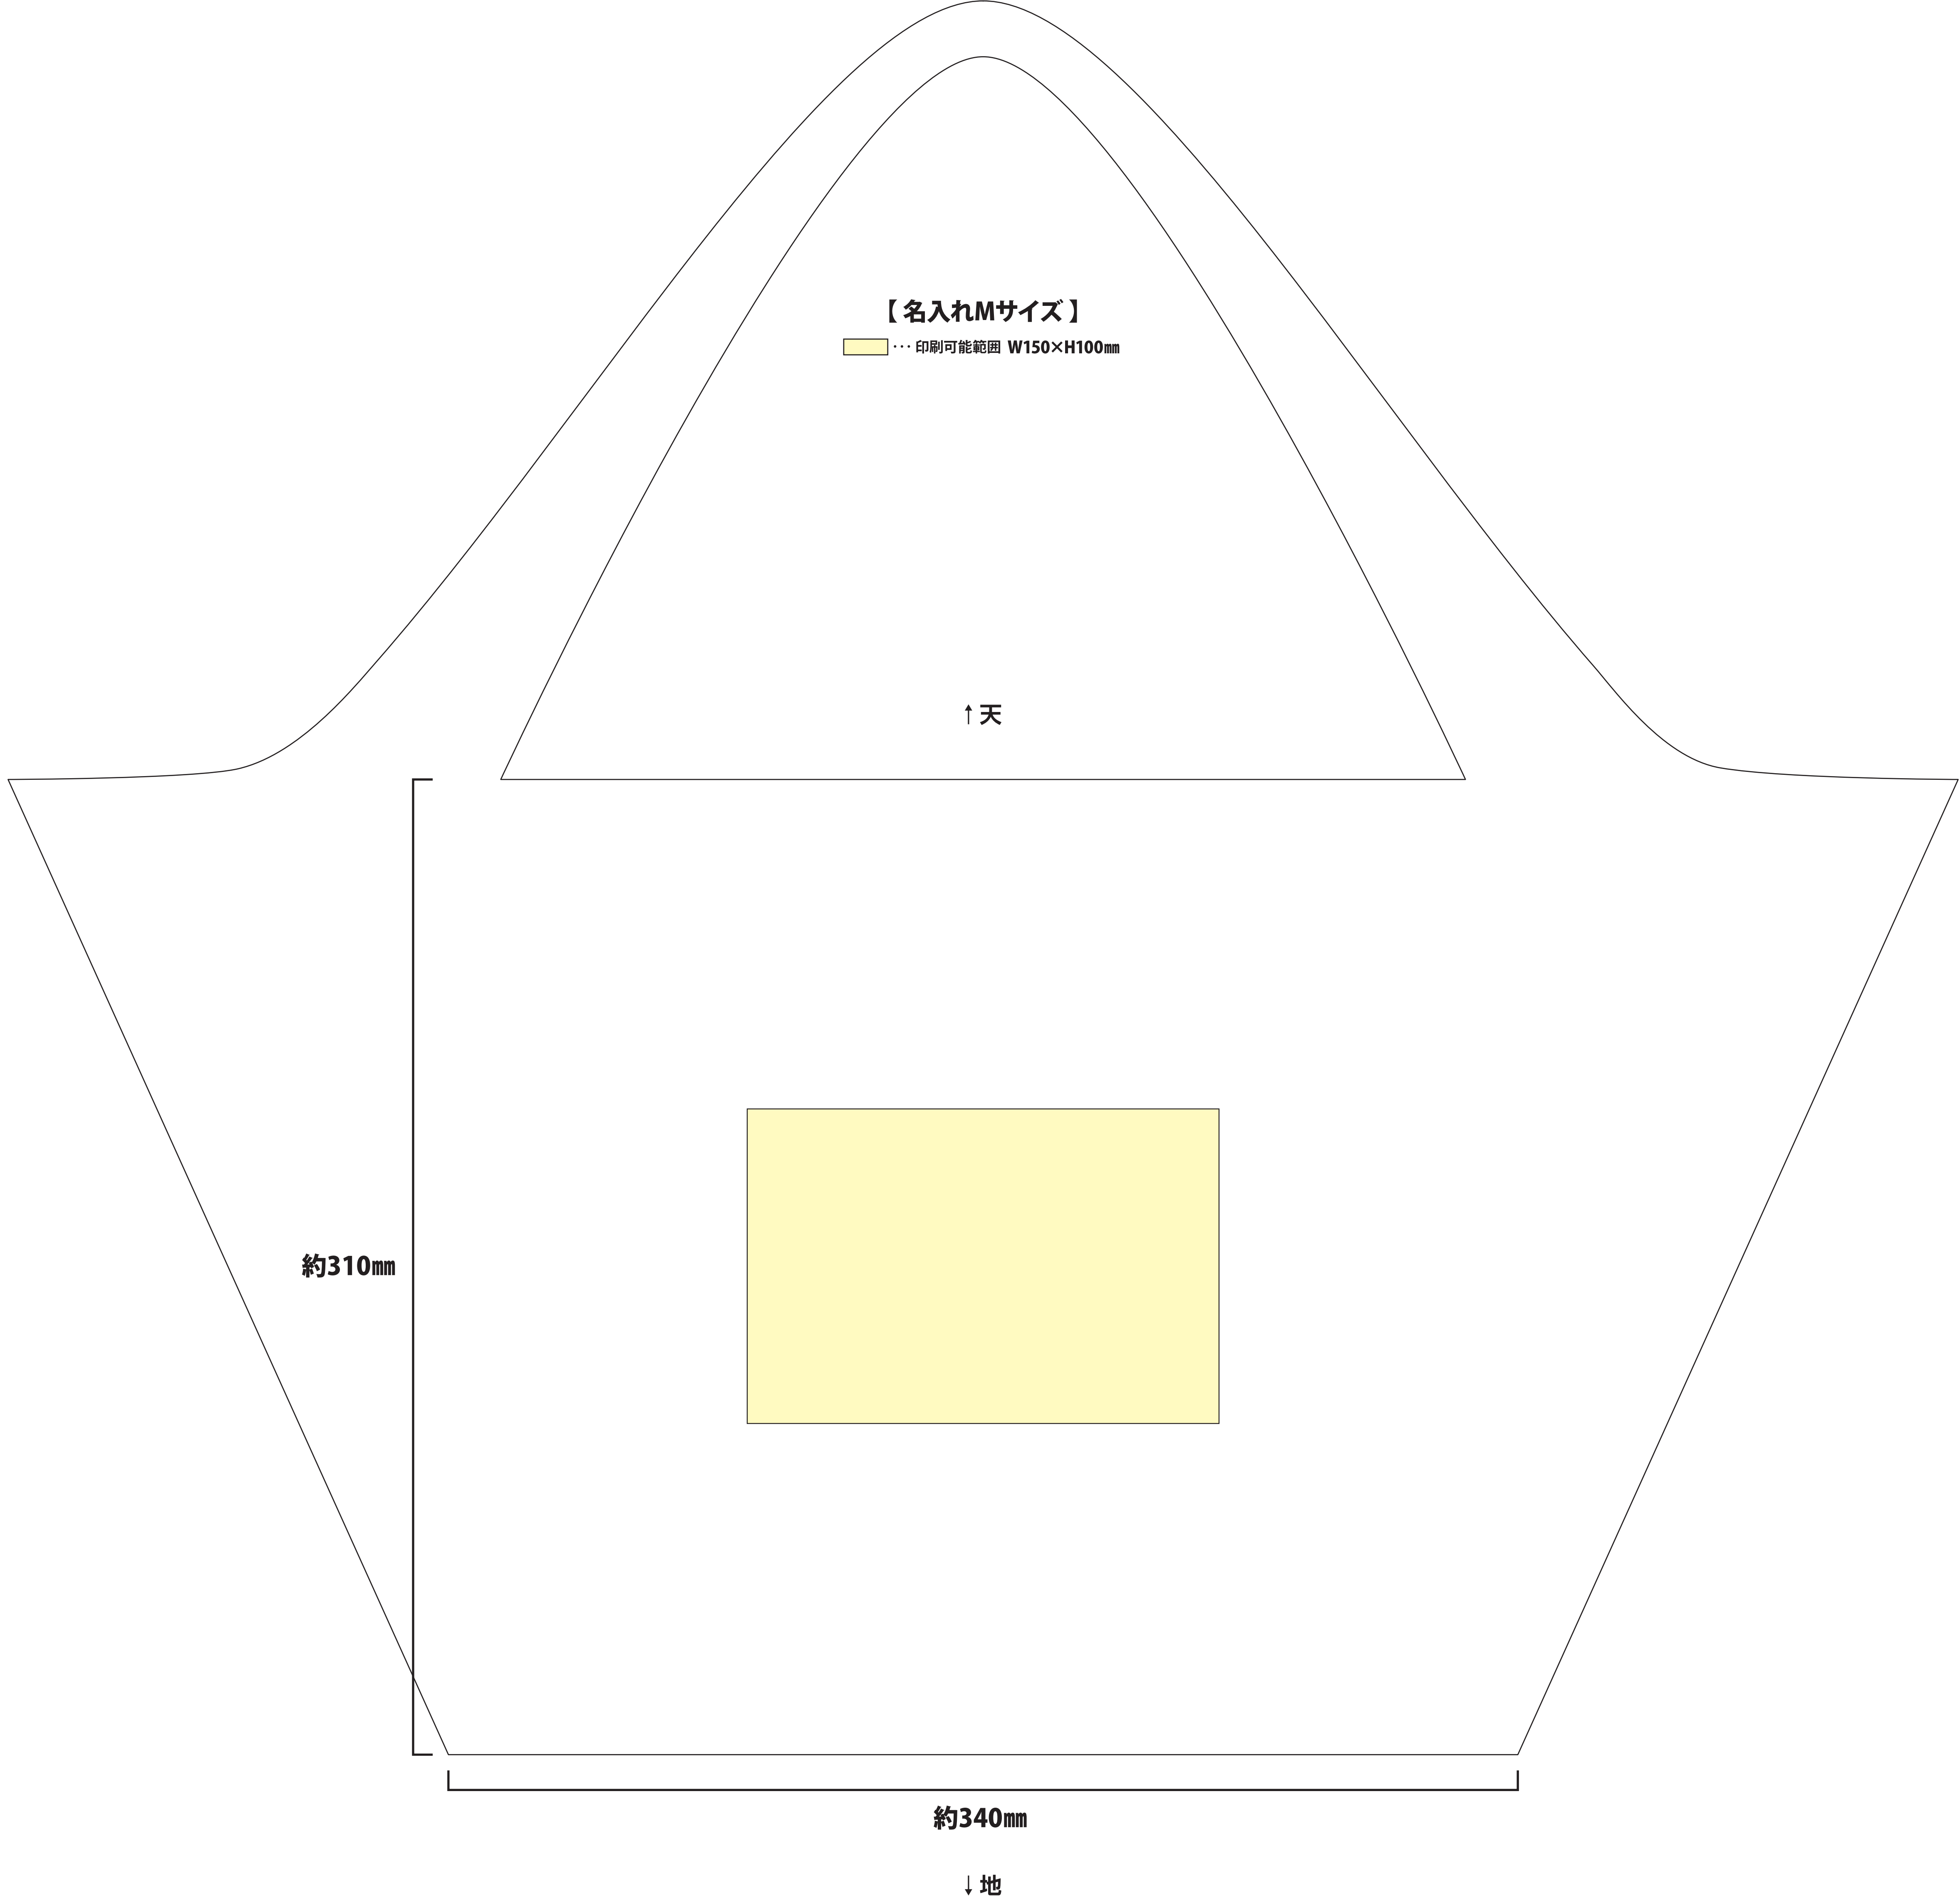 【 名入れMサイズ 】
･･･ 印刷可能範囲 W150×H100㎜
↑ 天
約310㎜
約340㎜
↓ 地